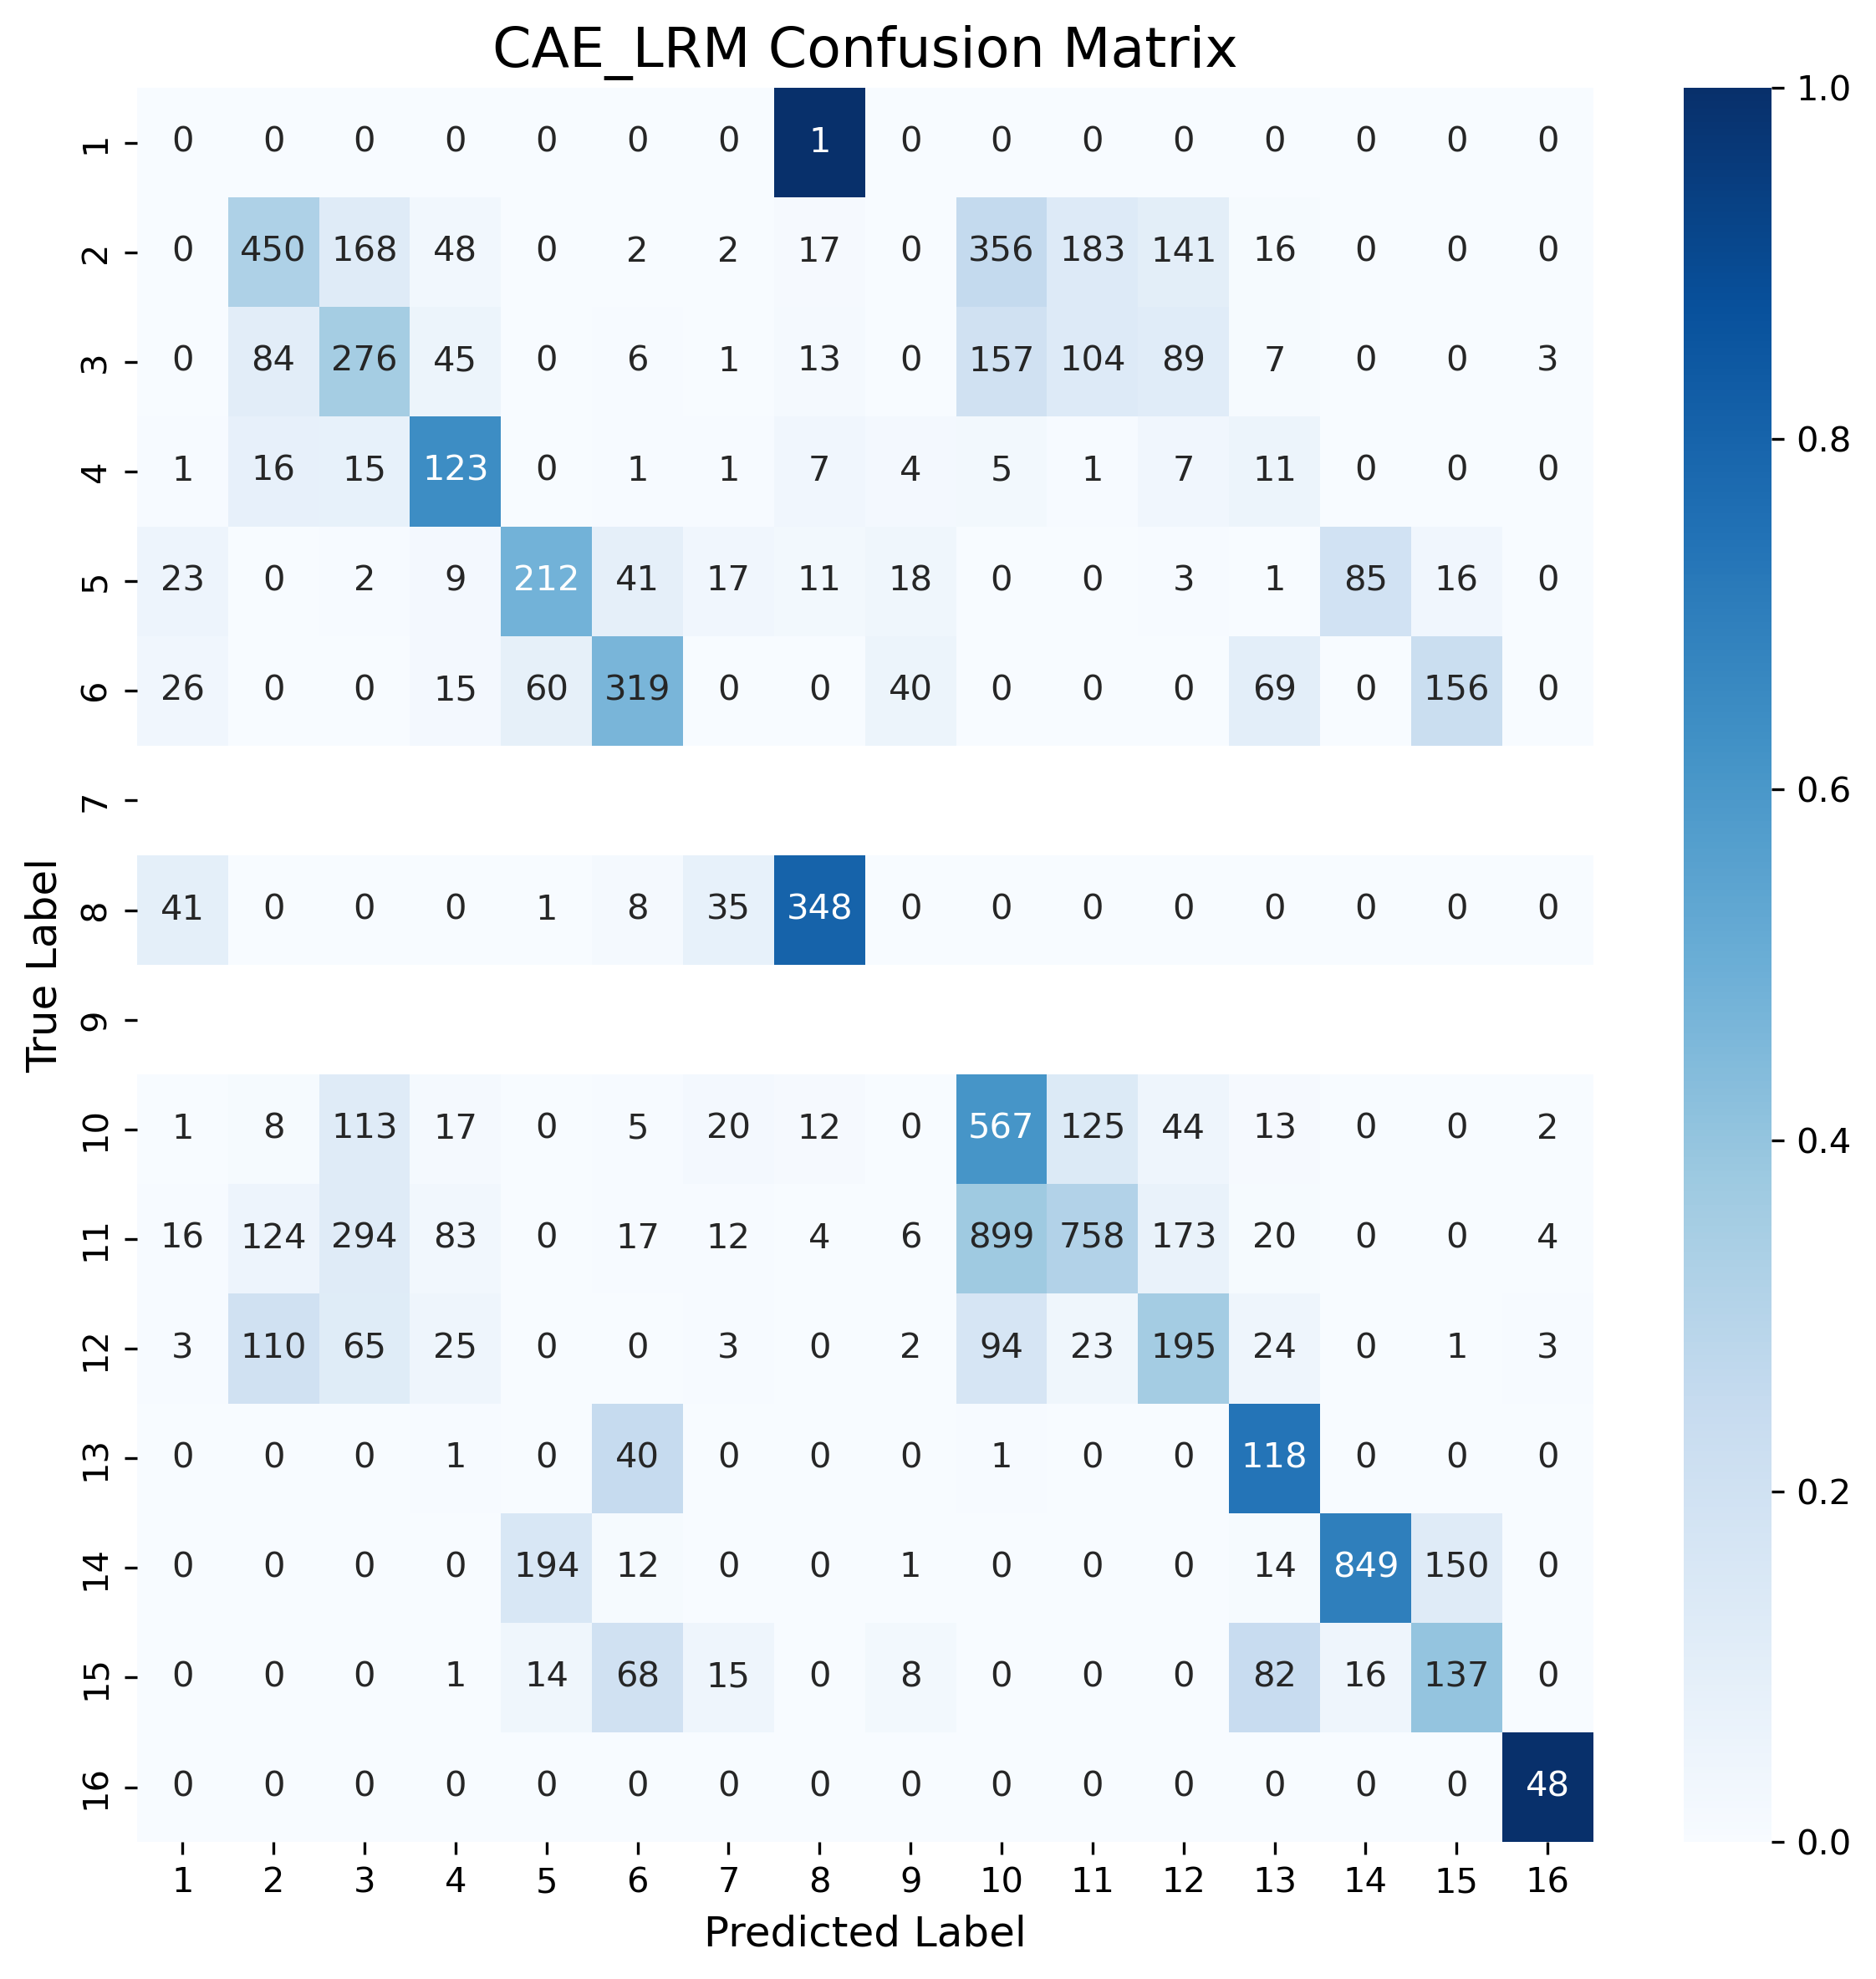 CAE_LRM Confusion Matrix
1 0 0 0 0 0 0 0 1 0 0 0 0 0 0 0 0
2 0 450 168 48 0 2 2 17 0 356 183 141 16 0 0 0
3 0 84 276 45 0 6 1 13 0 157 104 89 7 0 0 3
4 1 16 15 123 0 1 1 7 4 5 1 7 11 0 0 0
5 23 0 2 9 212 41 17 11 18 0 0 3 1 85 16 0
6 26 0 0 15 60 319 0 0 40 0 0 0 69 0 156 0
7
8 41 0 0 0 1 8 35 348 0 0 0 0 0 0 0 0
9
10 1 8 113 17 0 5 20 12 0 567 125 44 13 0 0 2
11 16 124 294 83 0 17 12 4 6 899 758 173 20 0 0 4
12 3 110 65 25 0 0 3 0 2 94 23 195 24 0 1 3
13 0 0 0 1 0 40 0 0 0 1 0 0 118 0 0 0
14 0 0 0 0 194 12 0 0 1 0 0 0 14 849 150 0
15 0 0 0 1 14 68 15 0 8 0 0 0 82 16 137 0
16 0 0 0 0 0 0 0 0 0 0 0 0 0 0 0 48
1 2 3 4 5 6 7 8 9 10 11 12 13 14 15 16
Predicted Label
True Label
1.0
0.8
0.6
0.4
0.2
0.0